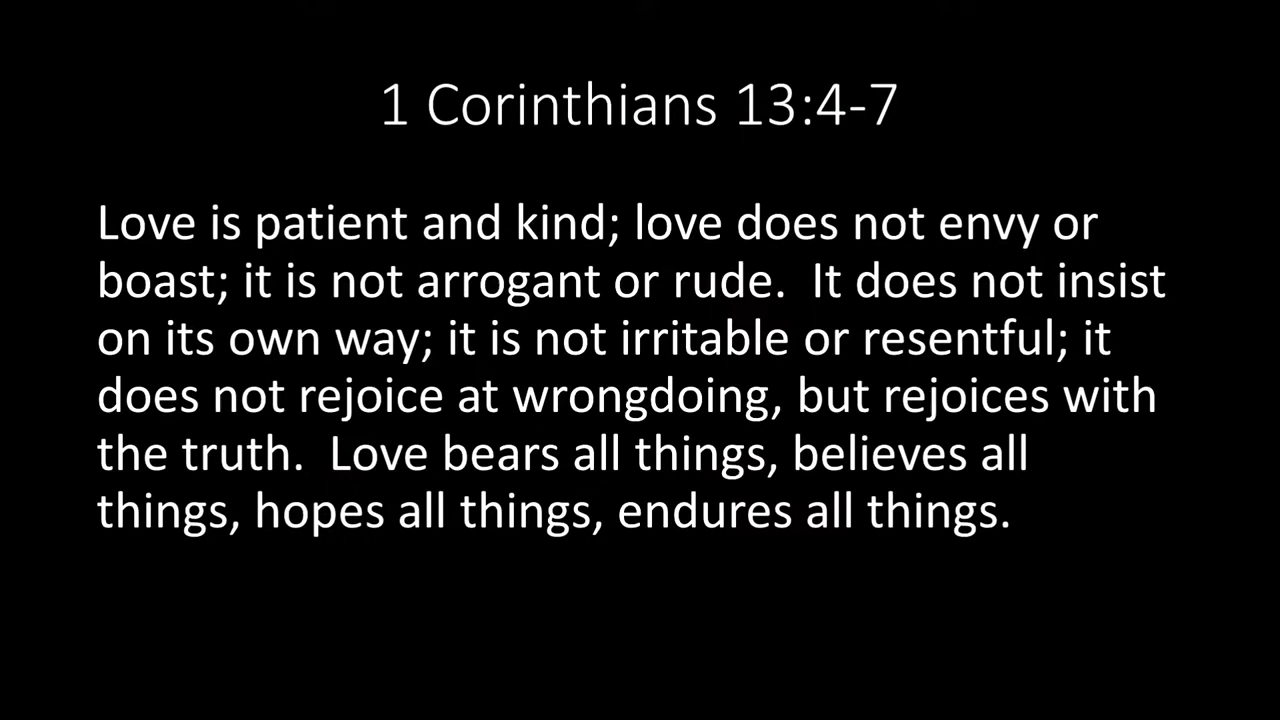 1 Corinthians 13:4-7
Love is patient and kind; love does not envy or
boast; it is not arrogant or rude.  It does not insist
on its own way; it is not irritable or resentful; it
does not rejoice at wrongdoing, but rejoices with
the truth.  Love bears all things, believes all
things, hopes all things, endures all things.